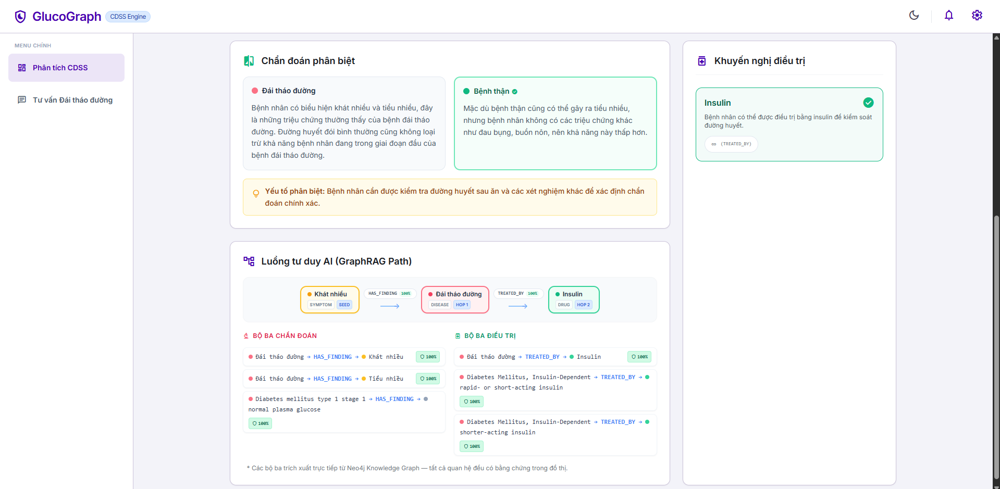 GlucoGraph
CDSS Engine
MENU CHÍNH
Phân tích CDSS
Tư vấn Đái tháo đường
Chẩn đoán phân biệt
Đái tháo đường
Bệnh nhân có biểu hiện khát nhiều và tiểu nhiều, đây
là những triệu chứng thường thấy của bệnh đái tháo
đường. Đường huyết đói bình thường cũng không loại
trừ khả năng bệnh nhân đang trong giai đoạn đầu của
bệnh đái tháo đường.
Bệnh thận
Mặc dù bệnh thận cũng có thể gây ra tiểu nhiều,
nhưng bệnh nhân không có các triệu chứng khác
như đau bụng, buồn nôn, nên khả năng này thấp hơn.
Yếu tố phân biệt: Bệnh nhân cần được kiểm tra đường huyết sau ăn và các xét nghiệm khác để xác định chẩn
đoán chính xác.
Khuyến nghị điều trị
Insulin
Bệnh nhân có thể được điều trị bằng insulin để kiểm soát
đường huyết.
(TREATED_BY)
Luồng tư duy AI (GraphRAG Path)
Khát nhiều
SYMPTOM SEED
HAS_FINDING 100%
Đái tháo đường
DISEASE HOP 1
TREATED_BY 100%
Insulin
DRUG HOP 2
BỘ BA CHẨN ĐOÁN
Đái tháo đường → HAS_FINDING → Khát nhiều 100%
Đái tháo đường → HAS_FINDING → Tiểu nhiều 100%
Diabetes mellitus type 1 stage 1 → HAS_FINDING →
normal plasma glucose
100%
BỘ BA ĐIỀU TRỊ
Đái tháo đường → TREATED_BY → Insulin 100%
Diabetes Mellitus, Insulin-Dependent → TREATED_BY →
rapid- or short-acting insulin
100%
Diabetes Mellitus, Insulin-Dependent → TREATED_BY →
shorter-acting insulin
100%
* Các bộ ba trích xuất trực tiếp từ Neo4j Knowledge Graph — tất cả quan hệ đều có bằng chứng trong đồ thị.